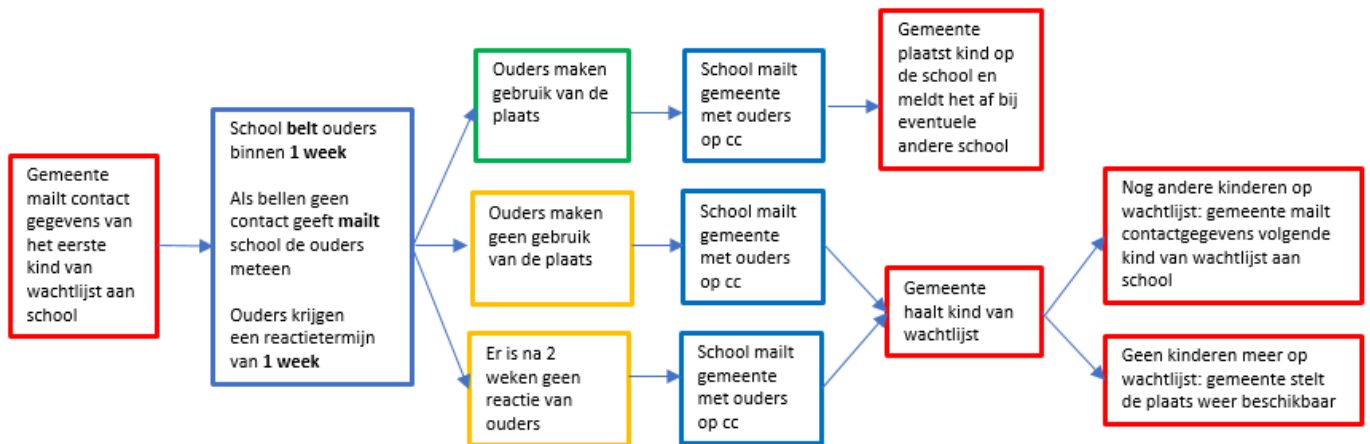 Gemeente
mailt contact
gegevens van
het eerste
kind van
wachtlijst aan
school
School belt ouders
binnen 1 week
Als bellen geen
contact geeft mailt
school de ouders
meteen
Ouders krijgen
een reactietermijn
van 1 week
Ouders maken
gebruik van de
plaats
School mailt
gemeente
met ouders
op cc
Gemeente
plaatst kind op
de school en
meldt het af bij
eventuele
andere school
Ouders maken
geen gebruik
van de plaats
School mailt
gemeente
met ouders
op cc
Er is na 2
weken geen
reactie van
ouders
School mailt
gemeente
met ouders
op cc
Gemeente
haalt kind van
wachtlijst
Nog andere kinderen op
wachtlijst: gemeente mailt
contactgegevens volgende
kind van wachtlijst aan
school
Geen kinderen meer op
wachtlijst: gemeente stelt
de plaats weer beschikbaar